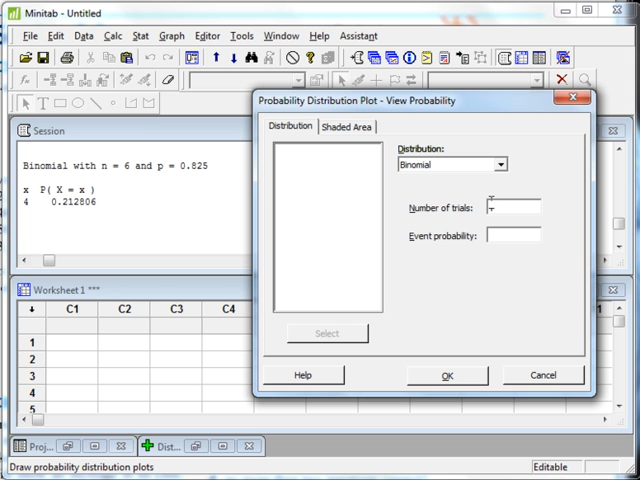 Minitab - Untitled
File Edit Data Calc Stat Graph Editor Tools Window Help Assistant
Probability Distribution Plot - View Probability
Distribution Shaded Area
Session
Distribution:
Binomial
Binomial with n = 6 and p = 0.825
x P( X = x )
4 0.212806
Number of trials:
Event probability:
Select
Help OK Cancel
Worksheet 1 ***
C1 C2 C3 C4
1
2
3
4
5
Proj... Dist...
Draw probability distribution plots
Editable